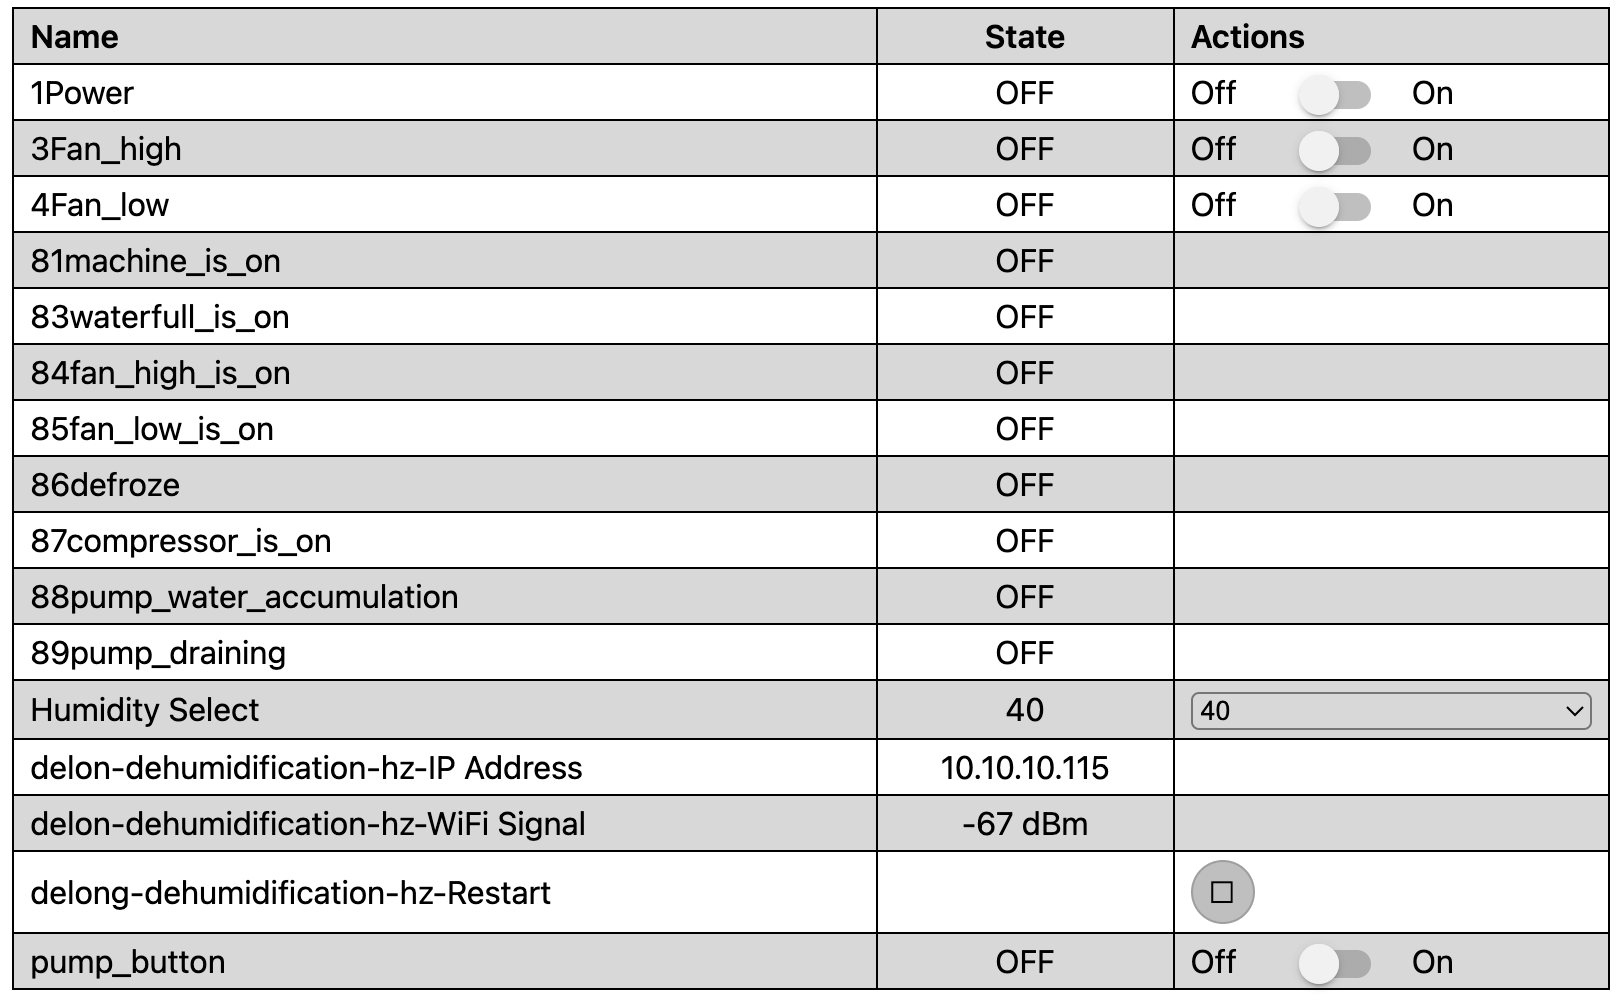 Name State Actions
1Power OFF Off On
3Fan_high OFF Off On
4Fan_low OFF Off On
81machine_is_on OFF
83waterfull_is_on OFF
84fan_high_is_on OFF
85fan_low_is_on OFF
86defroze OFF
87compressor_is_on OFF
88pump_water_accumulation OFF
89pump_draining OFF
Humidity Select 40 40
delon-dehumidification-hz-IP Address 10.10.10.115
delon-dehumidification-hz-WiFi Signal -67 dBm
delong-dehumidification-hz-Restart
pump_button OFF Off On